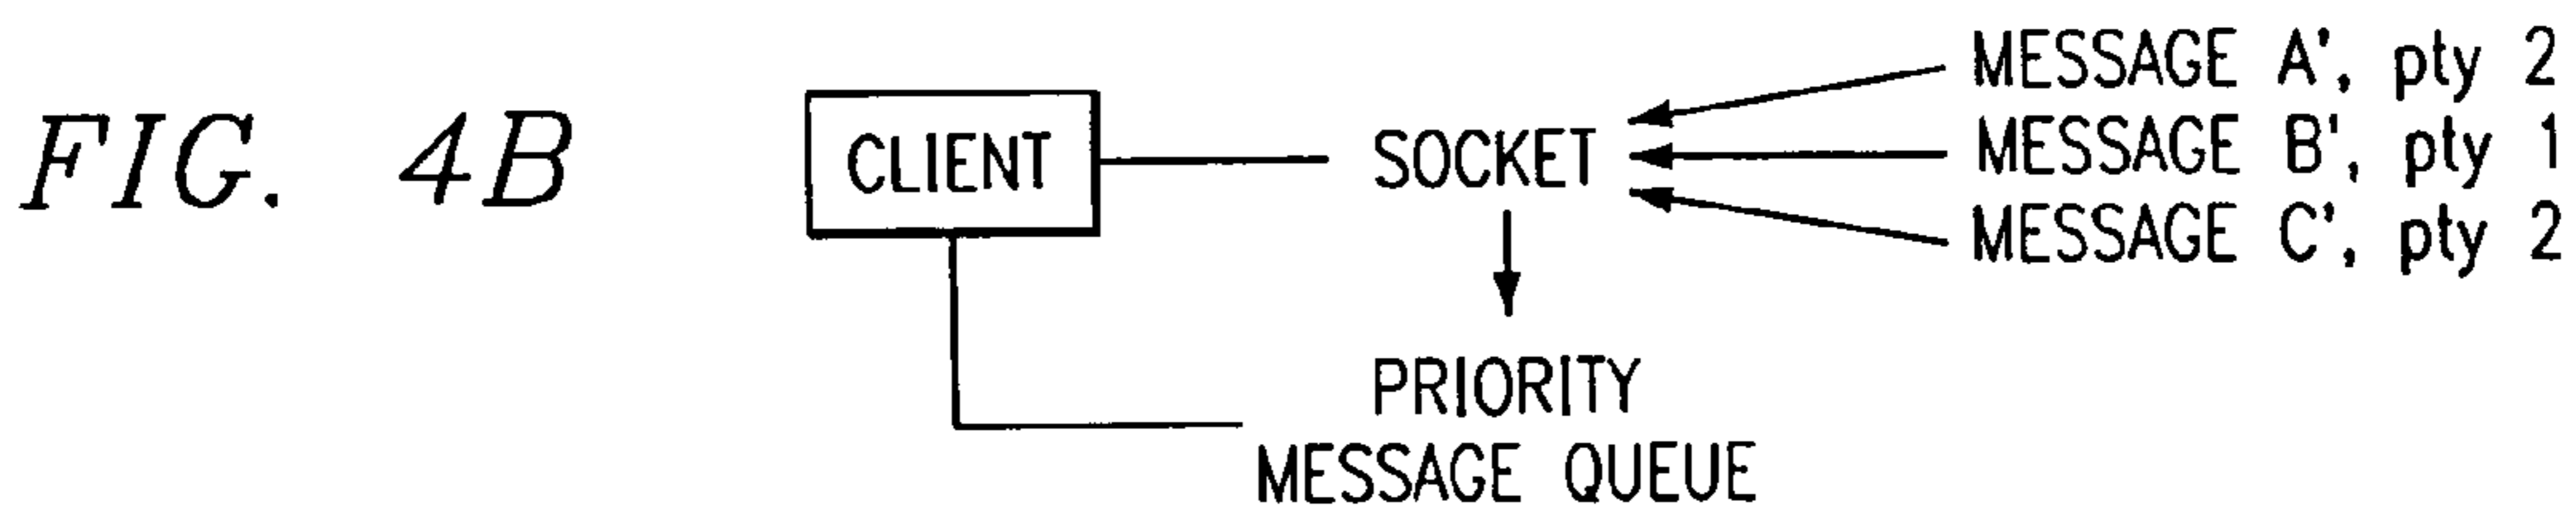 FIG. 4B
CLIENT
SOCKET
MESSAGE A', pty 2
MESSAGE B', pty 1
MESSAGE C', pty 2
PRIORITY
MESSAGE QUEUE